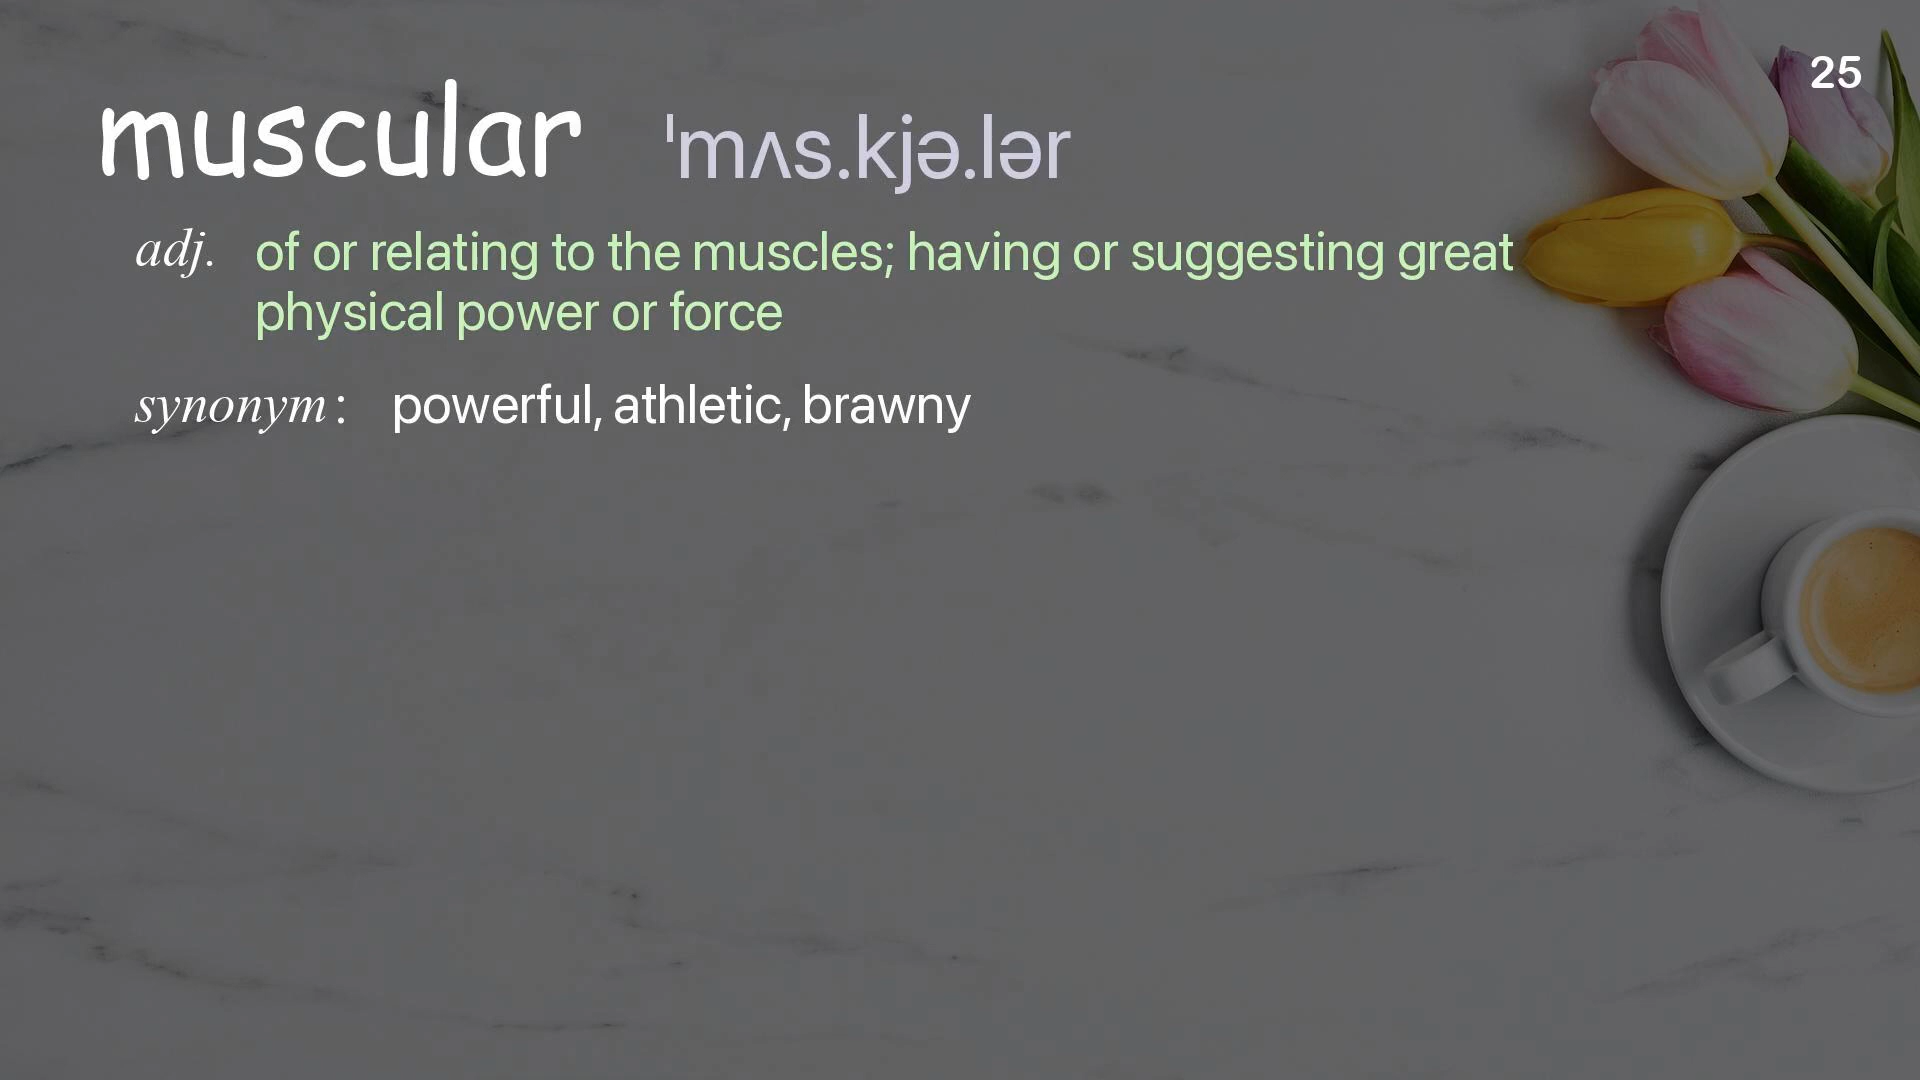 25
muscular ˈmʌs.kjə.lər
adj. of or relating to the muscles; having or suggesting great
physical power or force
synonym: powerful, athletic, brawny